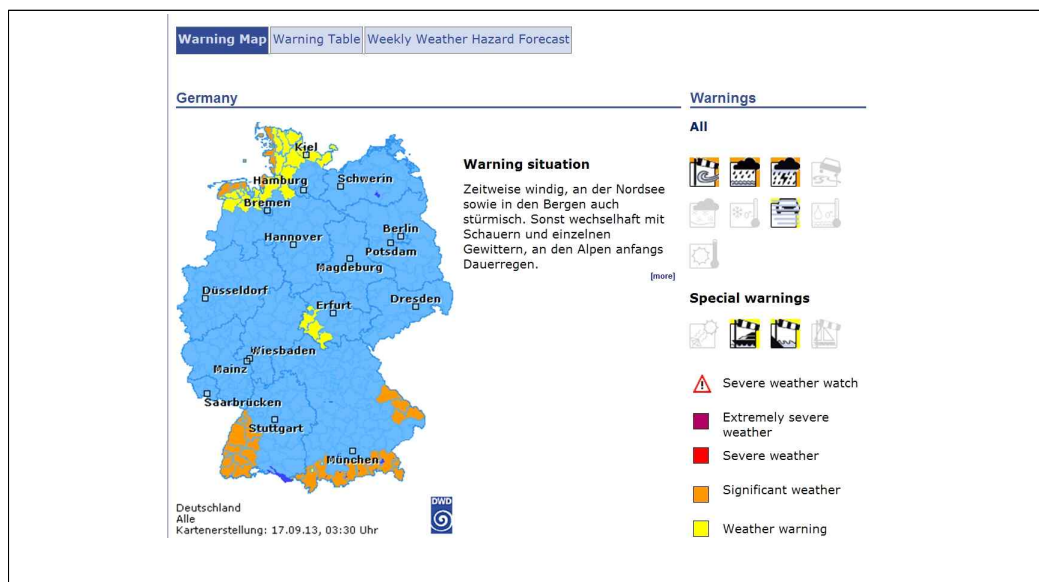 Warning Map
Warning Table
Weekly Weather Hazard Forecast
Germany
Kiel
Hamburg
Schwerin
Bremen
Berlin
Hannover
Potsdam
Magdeburg
Düsseldorf
Erfurt
Dresden
Wiesbaden
Mainz
Saarbrücken
Stuttgart
München
Deutschland
Alle
Kartenerstellung: 17.09.13, 03:30 Uhr
DWD
Warning situation
Zeitweise windig, an der Nordsee
sowie in den Bergen auch
stürmisch. Sonst wechselhaft mit
Schauern und einzelnen
Gewittern, an den Alpen anfangs
Dauerregen.
[more]
Warnings
All
Special warnings
Severe weather watch
Extremely severe
weather
Severe weather
Significant weather
Weather warning